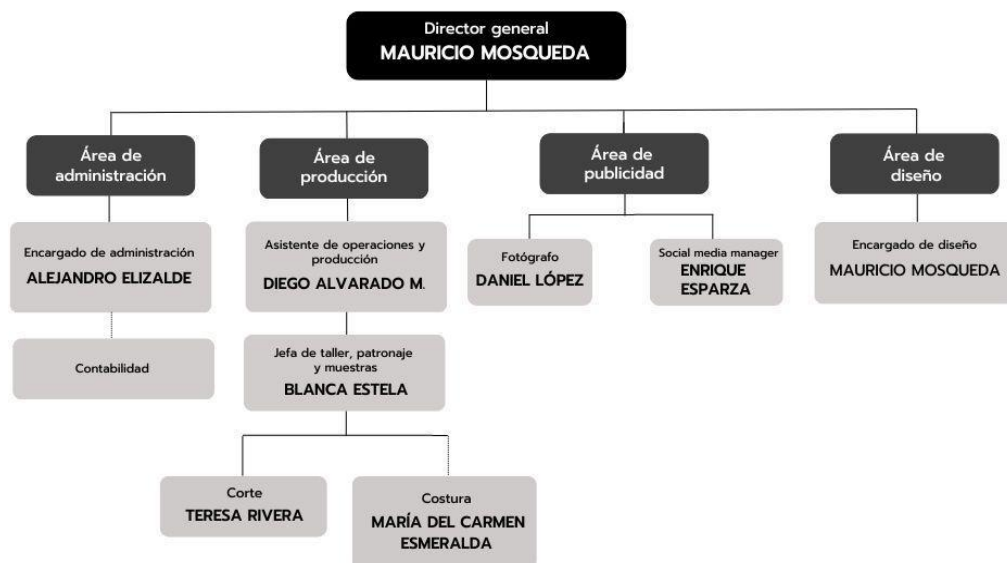 Director general
MAURICIO MOSQUEDA
Área de
administración
Área de
producción
Área de
publicidad
Área de
diseño
Encargado de administración
ALEJANDRO ELIZALDE
Asistente de operaciones y
producción
DIEGO ALVARADO M.
Fotógrafo
DANIEL LÓPEZ
Social media manager
ENRIQUE
ESPARZA
Encargado de diseño
MAURICIO MOSQUEDA
Contabilidad
Jefa de taller, patronaje
y muestras
BLANCA ESTELA
Corte
TERESA RIVERA
Costura
MARÍA DEL CARMEN
ESMERALDA